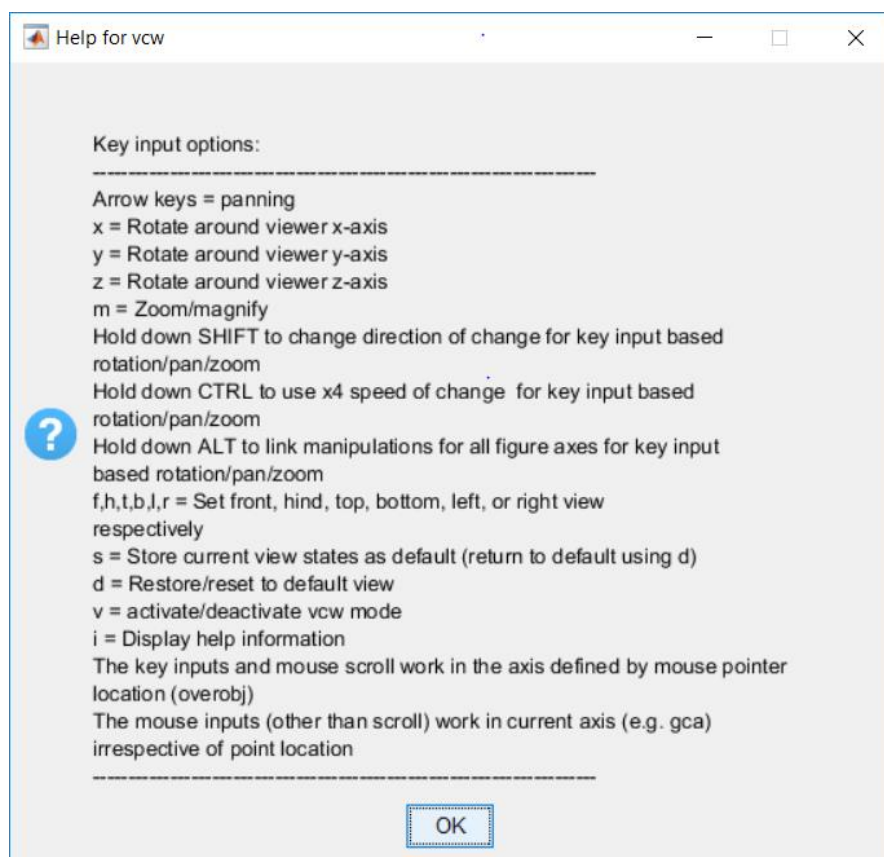 Help for vcw
Key input options:
------------------------------------------------------------------------
Arrow keys = panning
x = Rotate around viewer x-axis
y = Rotate around viewer y-axis
z = Rotate around viewer z-axis
m = Zoom/magnify
Hold down SHIFT to change direction of change for key input based
rotation/pan/zoom
Hold down CTRL to use x4 speed of change  for key input based
rotation/pan/zoom
Hold down ALT to link manipulations for all figure axes for key input
based rotation/pan/zoom
f,h,t,b,l,r = Set front, hind, top, bottom, left, or right view
respectively
s = Store current view states as default (return to default using d)
d = Restore/reset to default view
v = activate/deactivate vcw mode
i = Display help information
The key inputs and mouse scroll work in the axis defined by mouse pointer
location (overobj)
The mouse inputs (other than scroll) work in current axis (e.g. gca)
irrespective of point location
------------------------------------------------------------------------
OK